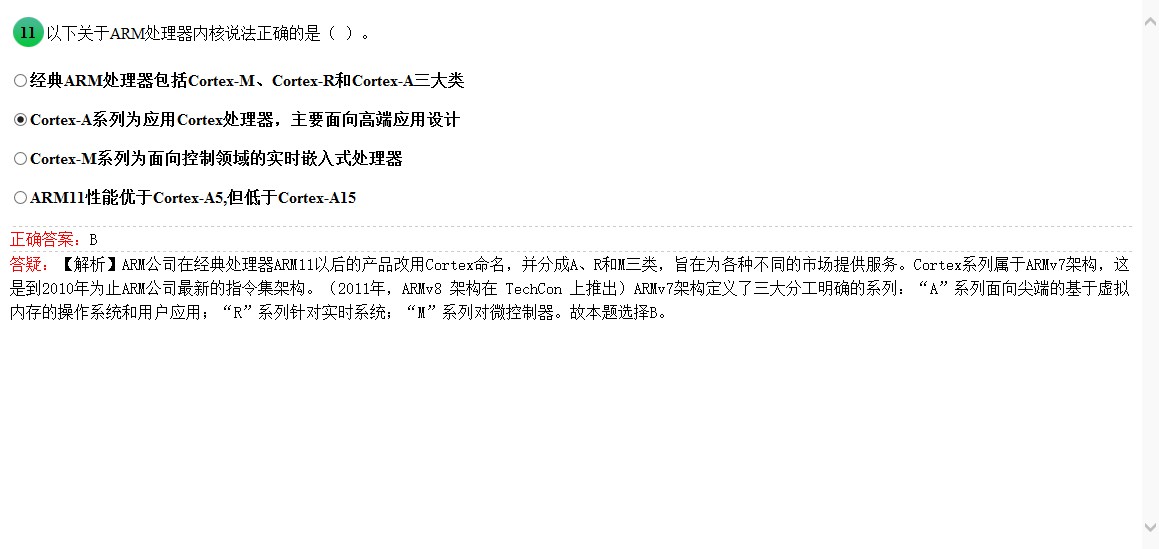 11 以下关于ARM处理器内核说法正确的是（ ）。
经典ARM处理器包括Cortex-M、Cortex-R和Cortex-A三大类
Cortex-A系列为应用Cortex处理器，主要面向高端应用设计
Cortex-M系列为面向控制领域的实时嵌入式处理器
ARM11性能优于Cortex-A5,但低于Cortex-A15
正确答案：B
答疑：【解析】ARM公司在经典处理器ARM11以后的产品改用Cortex命名，并分成A、R和M三类，旨在为各种不同的市场提供服务。Cortex系列属于ARMv7架构，这
是到2010年为止ARM公司最新的指令集架构。（2011年，ARMv8 架构在 TechCon 上推出）ARMv7架构定义了三大分工明确的系列：“A”系列面向尖端的基于虚拟
内存的操作系统和用户应用；“R”系列针对实时系统；“M”系列对微控制器。故本题选择B。